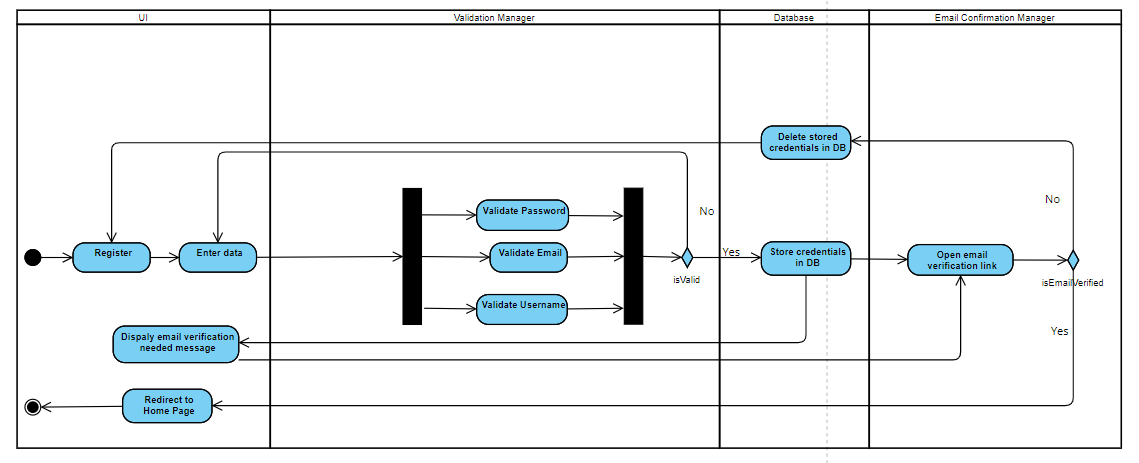 UI
Validation Manager
Database
Email Confirmation Manager
Delete stored
credentials in DB
No
No
Validate Password
Register
Enter data
Validate Email
isValid
Yes
Store credentials
in DB
Open email
verification link
isEmailVerified
Validate Username
Yes
Dispaly email verification
needed message
Redirect to
Home Page